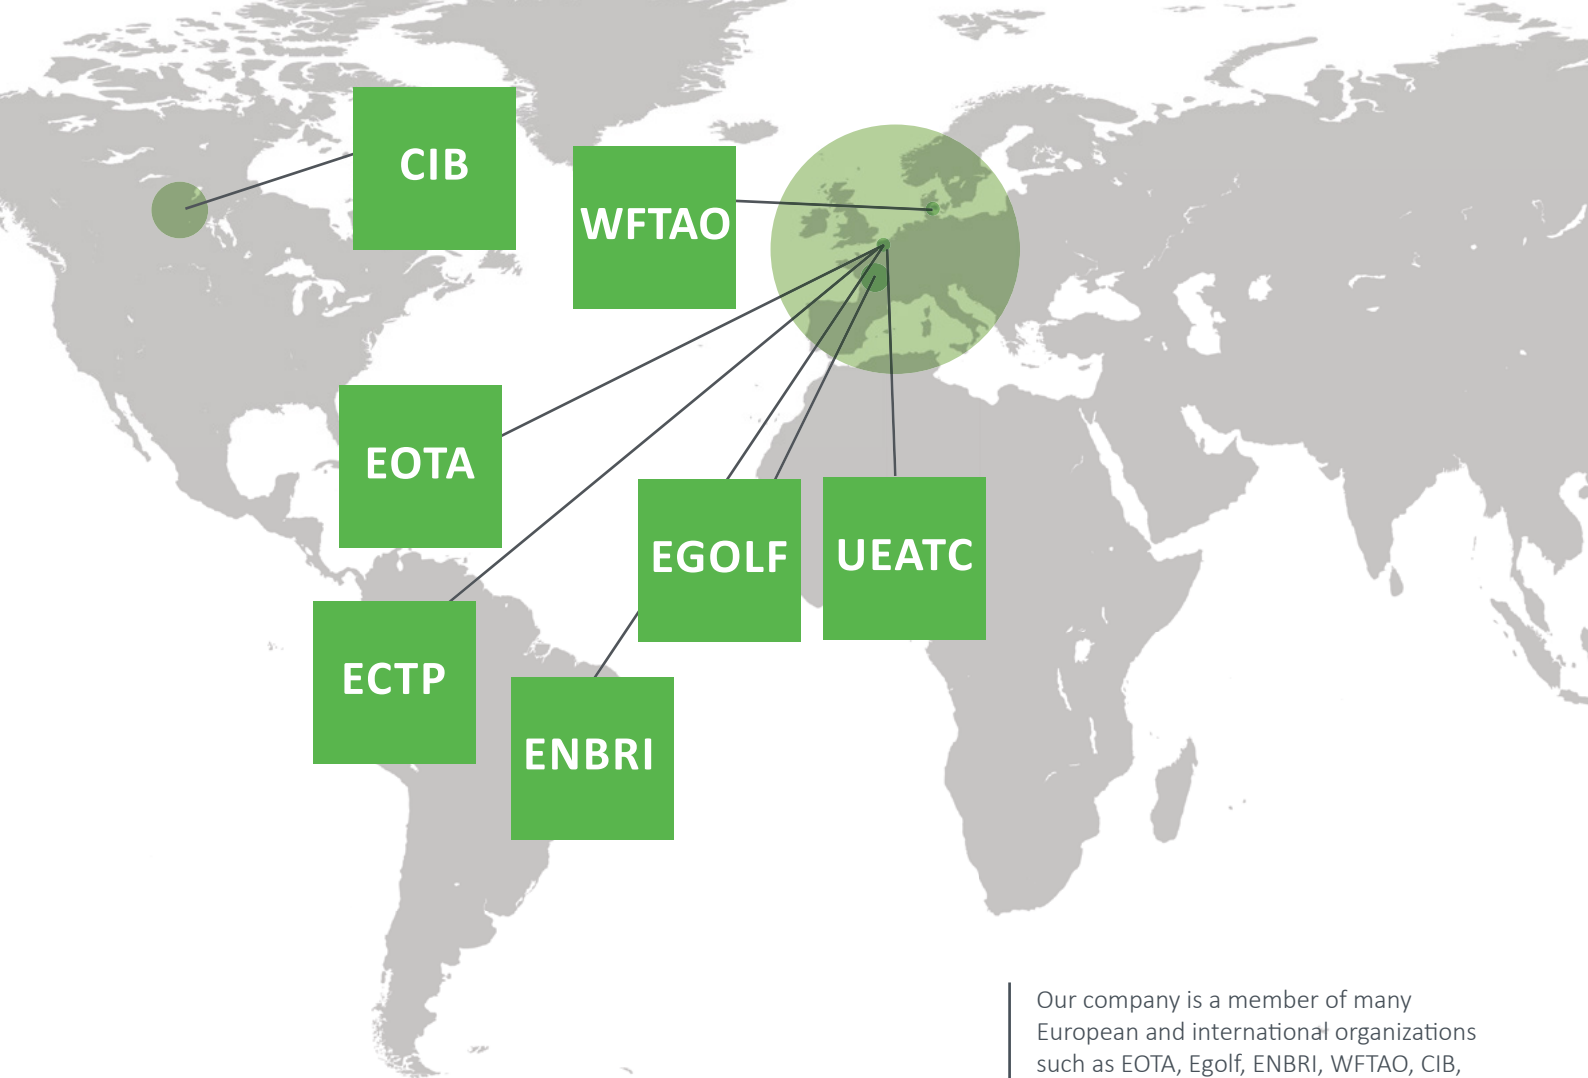 CIB
WFTAO
EOTA
EGOLF
UEATC
ECTP
ENBRI
Our company is a member of many
European and international organizations
such as EOTA, Egolf, ENBRI, WFTAO, CIB,